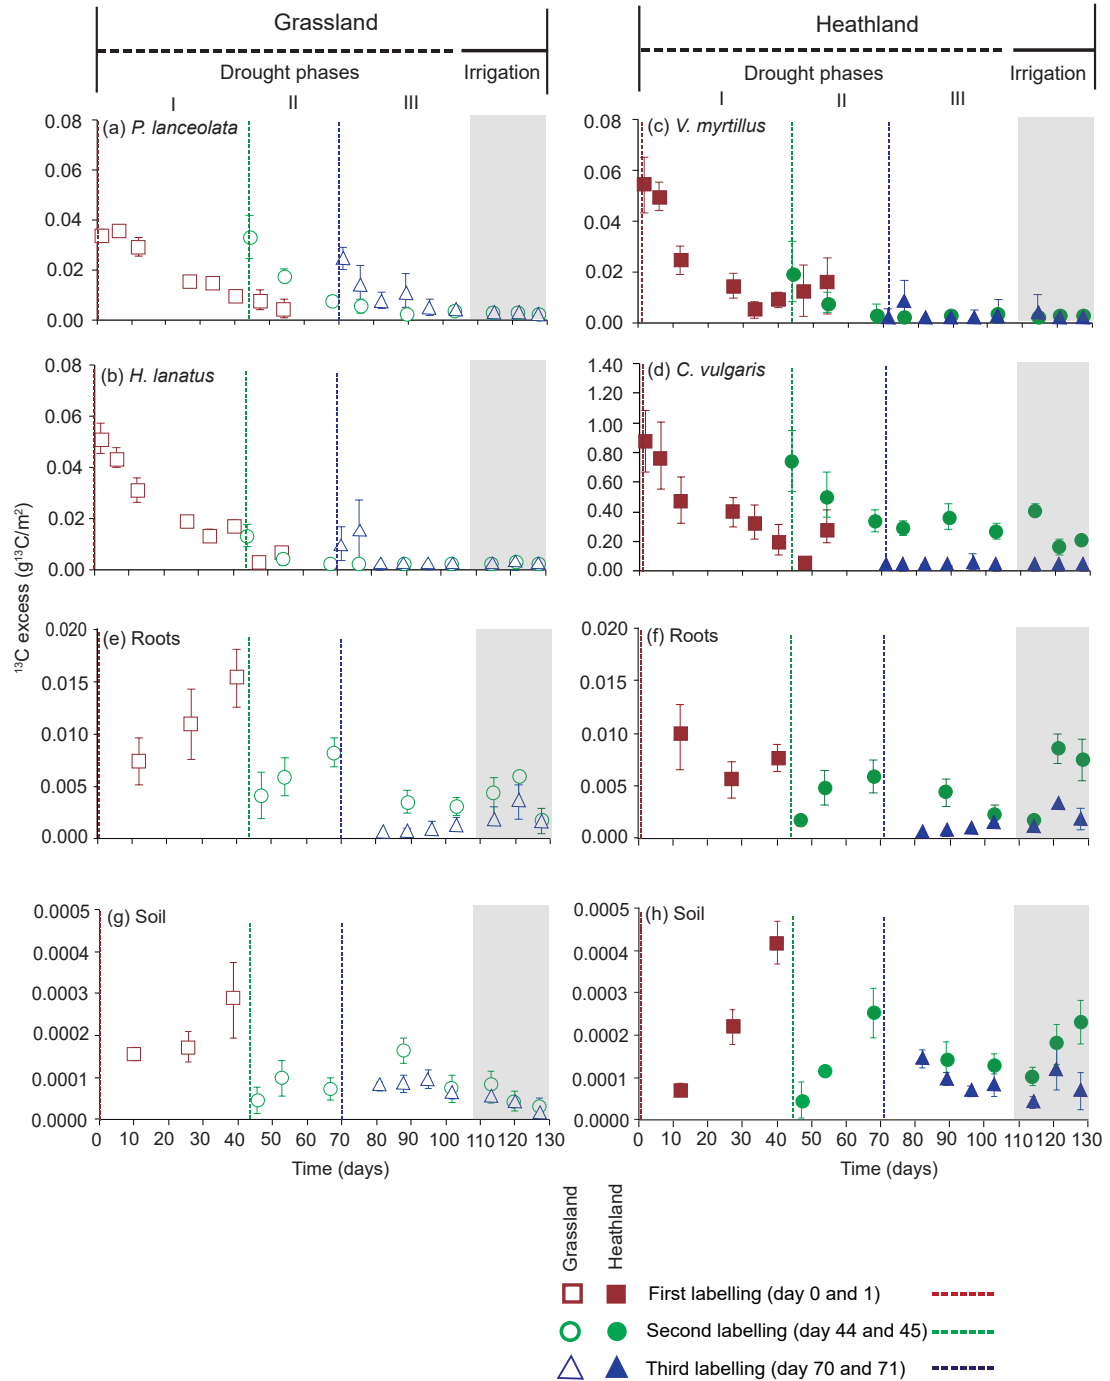 Grassland
Heathland
Drought phases
Irrigation
Drought phases
Irrigation
I
II
III
I
II
III
(a) P. lanceolata
0.08
0.06
0.04
0.02
0.00
(c) V. myrtillus
0.08
0.06
0.04
0.02
0.00
(b) H. lanatus
0.08
0.06
0.04
0.02
0.00
(d) C. vulgaris
1.40
1.20
1.00
0.80
0.60
0.40
0.20
0.00
¹³C excess (g¹³C/m²)
(e) Roots
0.020
0.015
0.010
0.005
0.000
(f) Roots
0.020
0.015
0.010
0.005
0.000
(g) Soil
0.0005
0.0004
0.0003
0.0002
0.0001
0.0000
(h) Soil
0.0005
0.0004
0.0003
0.0002
0.0001
0.0000
0 10 20 30 40 50 60 70 80 90 100 110 120 130
0 10 20 30 40 50 60 70 80 90 100 110 120 130
Time (days)
Time (days)
Grassland
Heathland
First labelling (day 0 and 1)
Second labelling (day 44 and 45)
Third labelling (day 70 and 71)